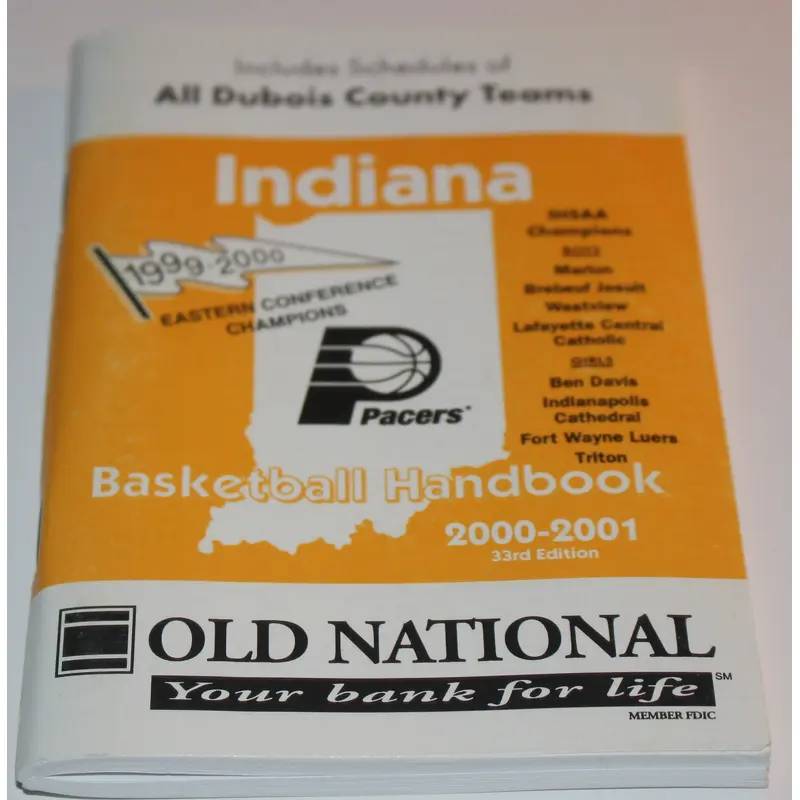 Includes Schedules of
All Dubois County Teams
Indiana
1999-2000
EASTERN CONFERENCE
CHAMPIONS
IHSAA
Champions
BOYS
Marion
Brebeuf Jesuit
Westview
Lafayette Central
Catholic
GIRLS
Ben Davis
Indianapolis
Cathedral
Fort Wayne Luers
Triton
Pacers
Basketball Handbook
2000-2001
33rd Edition
OLD NATIONAL
Your bank for life SM
MEMBER FDIC